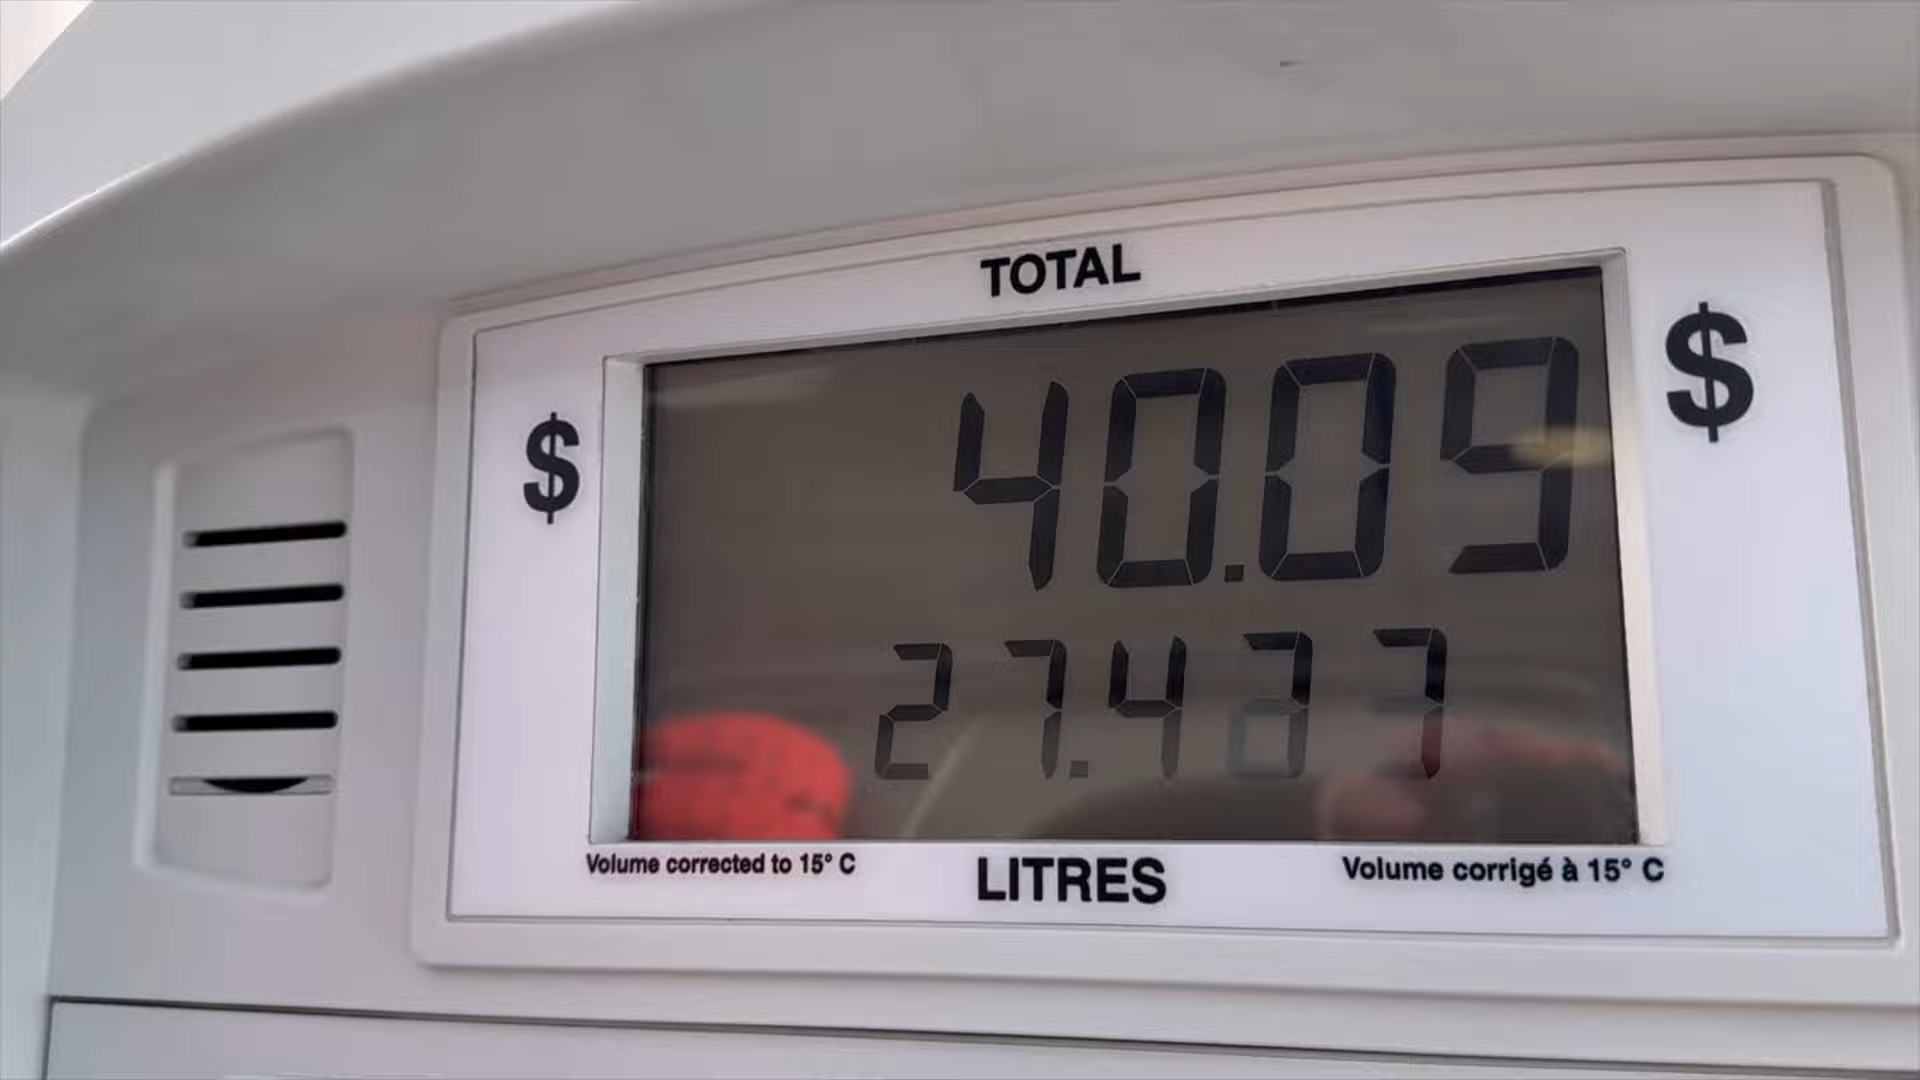 TOTAL
$ 40.09 $
27.437
Volume corrected to 15° C LITRES Volume corrigé à 15° C